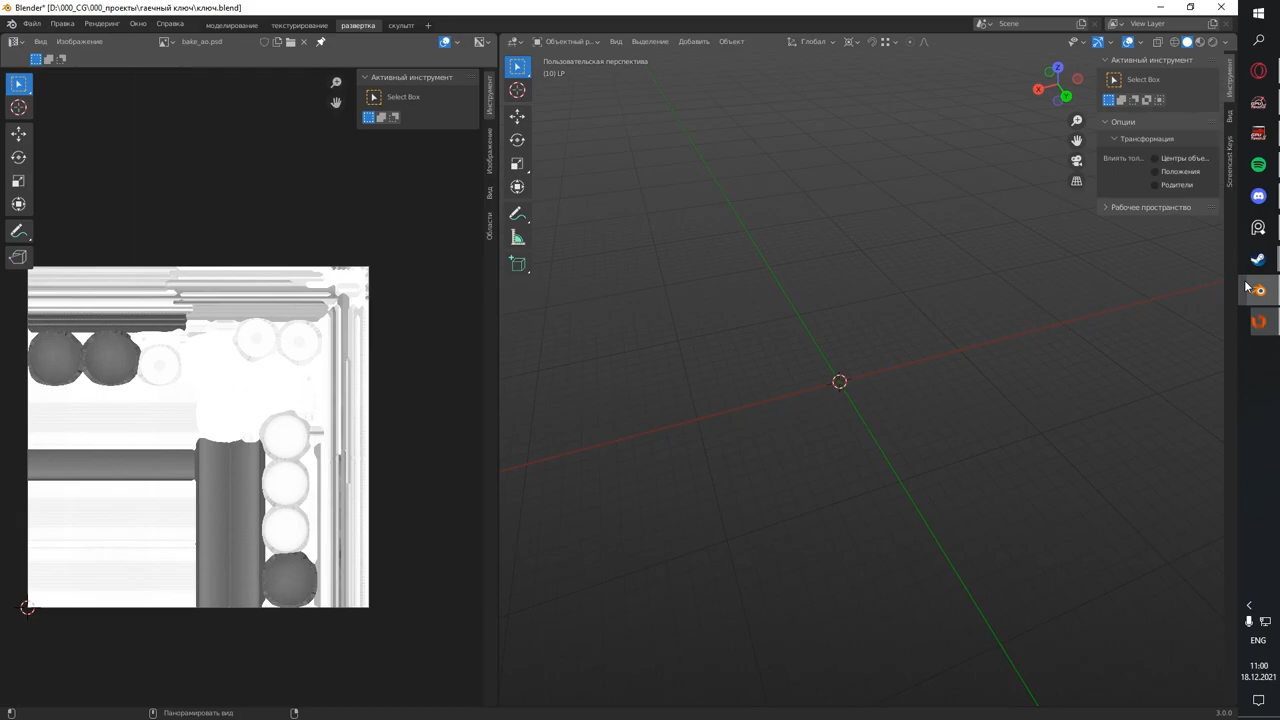 Blender* [D:\000_CG\000_проекты\гаечный ключ\ключ.blend]
Файл Правка Рендеринг Окно Справка моделирование текстурирование развертка скульпт + Scene View Layer
Вид Изображение bake_ao.psd Объектный р... Вид Выделение Добавить Объект Глобал
Активный инструмент
Select Box
Инструмент
Изображение
Вид
Области
Пользовательская перспектива
(10) LP
Z
X
Y
Активный инструмент
Select Box
Опции
Трансформация
Влиять тол... Центры объе...
Положения
Родители
Рабочее пространство
Инструмент
Вид
Screencast Keys
ENG
11:00
18.12.2021
Панорамировать вид
3.0.0